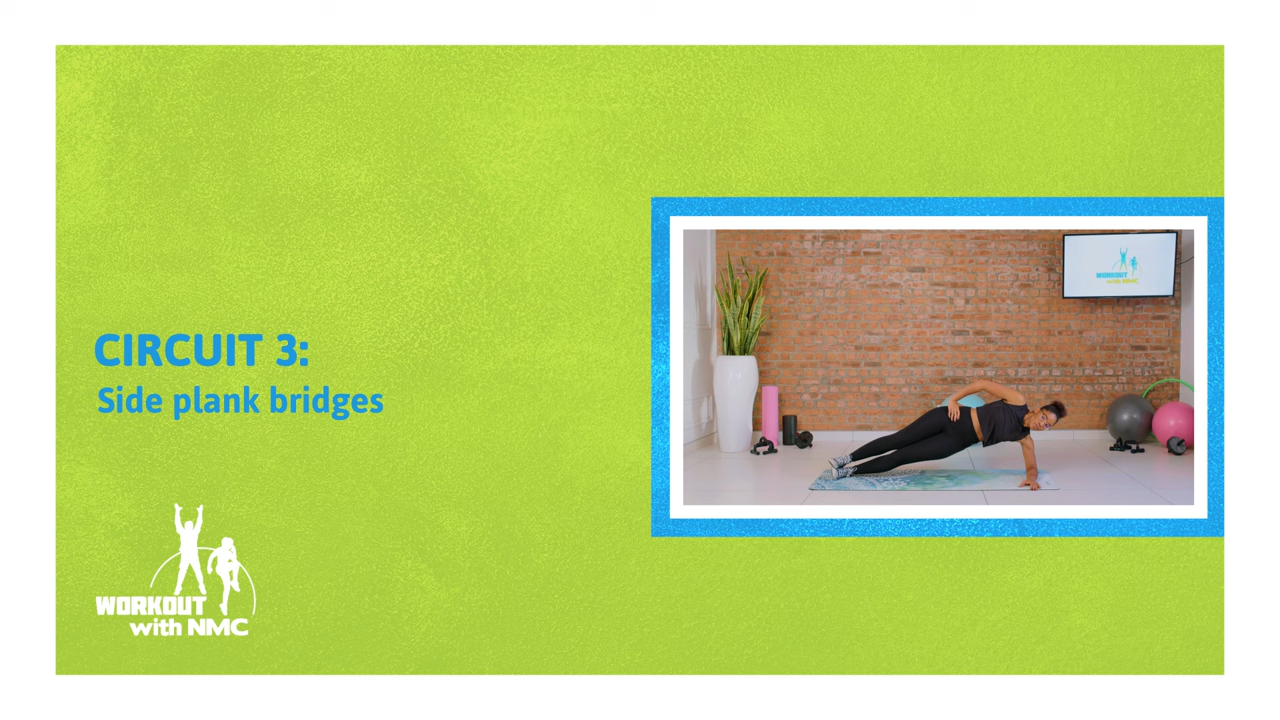 CIRCUIT 3:
Side plank bridges
WORKOUT
with NMC
WORKOUT
with NMC